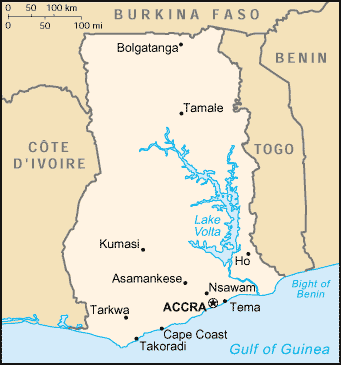 0 50 100 km
0 50 100 mi
BURKINA FASO
Bolgatanga
BENIN
Tamale
CÔTE
D'IVOIRE
TOGO
Lake
Volta
Kumasi
Ho
Asamankese
Nsawam
Bight of
Benin
ACCRA
Tema
Tarkwa
Cape Coast
Takoradi
Gulf of Guinea